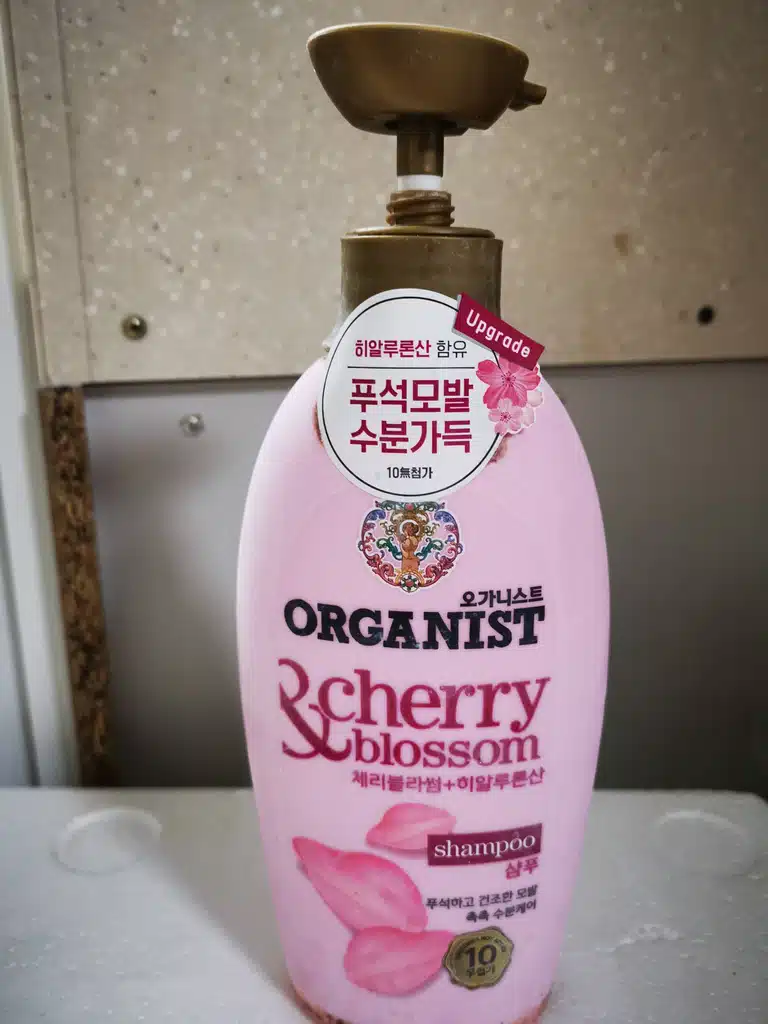 Upgrade
히알루론산 함유
푸석모발
수분가득
10無첨가
오가니스트
ORGANIST
&cherry
blossom
체리블라썸+히알루론산
shampoo
샴푸
푸석하고 건조한 모발
촉촉 수분케어
10
무첨가